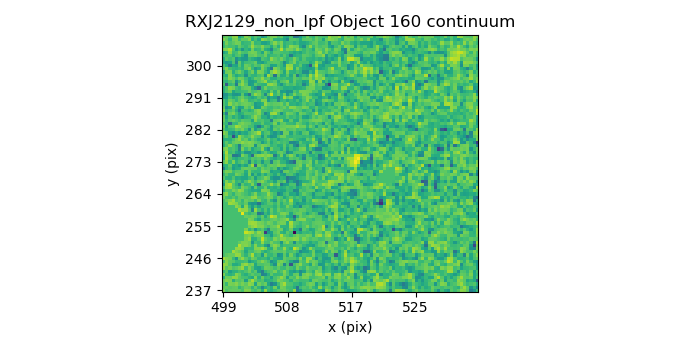 RXJ2129_non_lpf Object 160 continuum
300
291
282
273
264
255
246
237
y (pix)
499 508 517 525
x (pix)